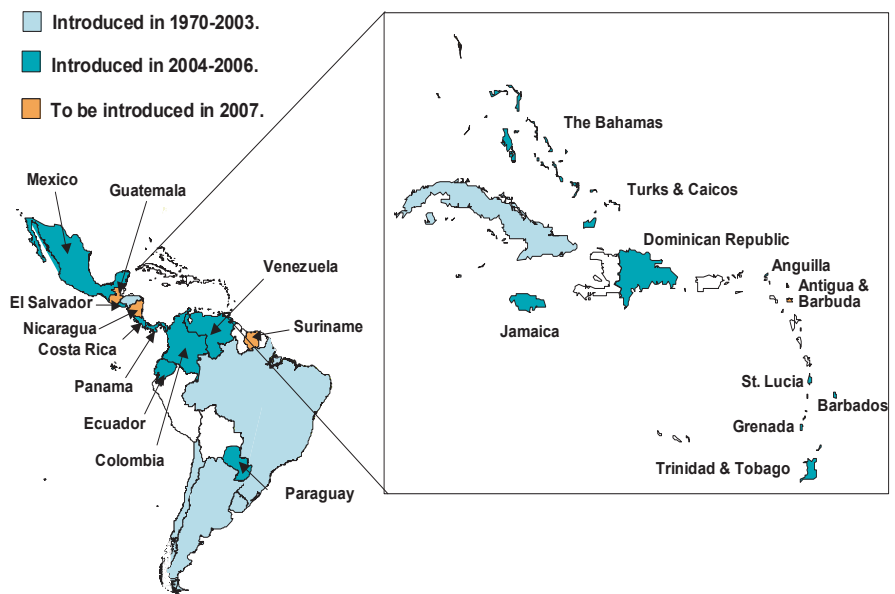 Introduced in 1970-2003.
Introduced in 2004-2006.
To be introduced in 2007.
Mexico
Guatemala
Venezuela
El Salvador
Nicaragua
Suriname
Costa Rica
Panama
Ecuador
Colombia
Paraguay
The Bahamas
Turks & Caicos
Dominican Republic
Anguilla
Antigua &
Barbuda
Jamaica
St. Lucia
Barbados
Grenada
Trinidad & Tobago